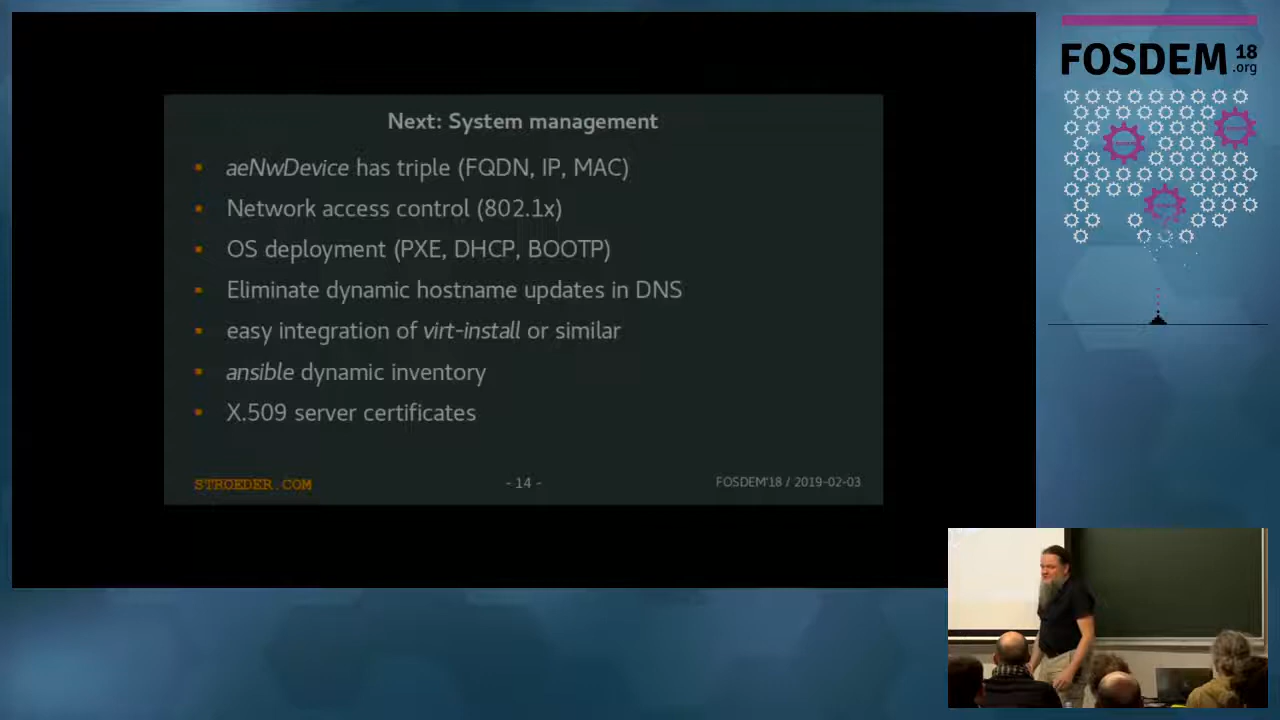 Next: System management
aeNwDevice has triple (FQDN, IP, MAC)
Network access control (802.1x)
OS deployment (PXE, DHCP, BOOTP)
Eliminate dynamic hostname updates in DNS
easy integration of virt-install or similar
ansible dynamic inventory
X.509 server certificates
STROEDER.COM
- 14 -
FOSDEM'18 / 2019-02-03
FOSDEM 18
.org